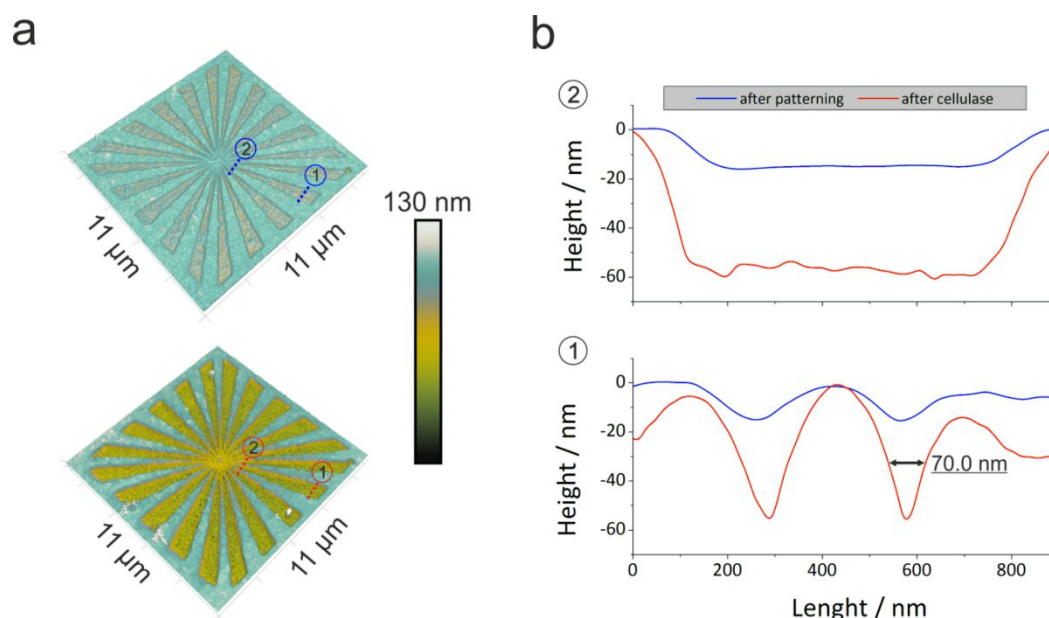 a
2
1
11 µm
11 µm
130 nm
2
1
11 µm
11 µm
b
2
after patterning
after cellulase
0
-20
-40
-60
Height / nm
1
0
-20
-40
-60
Height / nm
70.0 nm
0
200
400
600
800
Lenght / nm